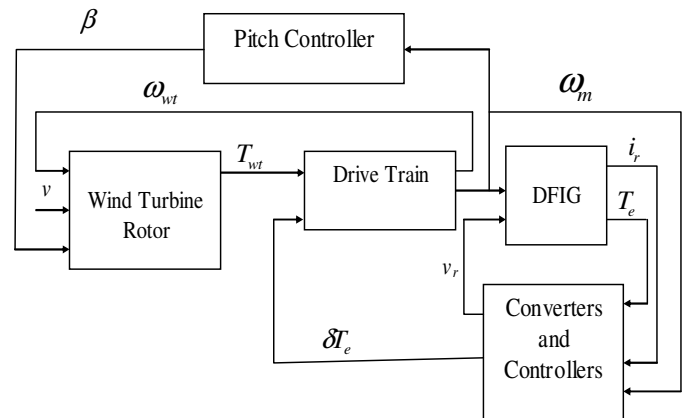 β
Pitch Controller
ω_wt
ω_m
T_wt
i_r
v
Wind Turbine
Rotor
Drive Train
DFIG
T_e
v_r
Converters
and
Controllers
δT_e